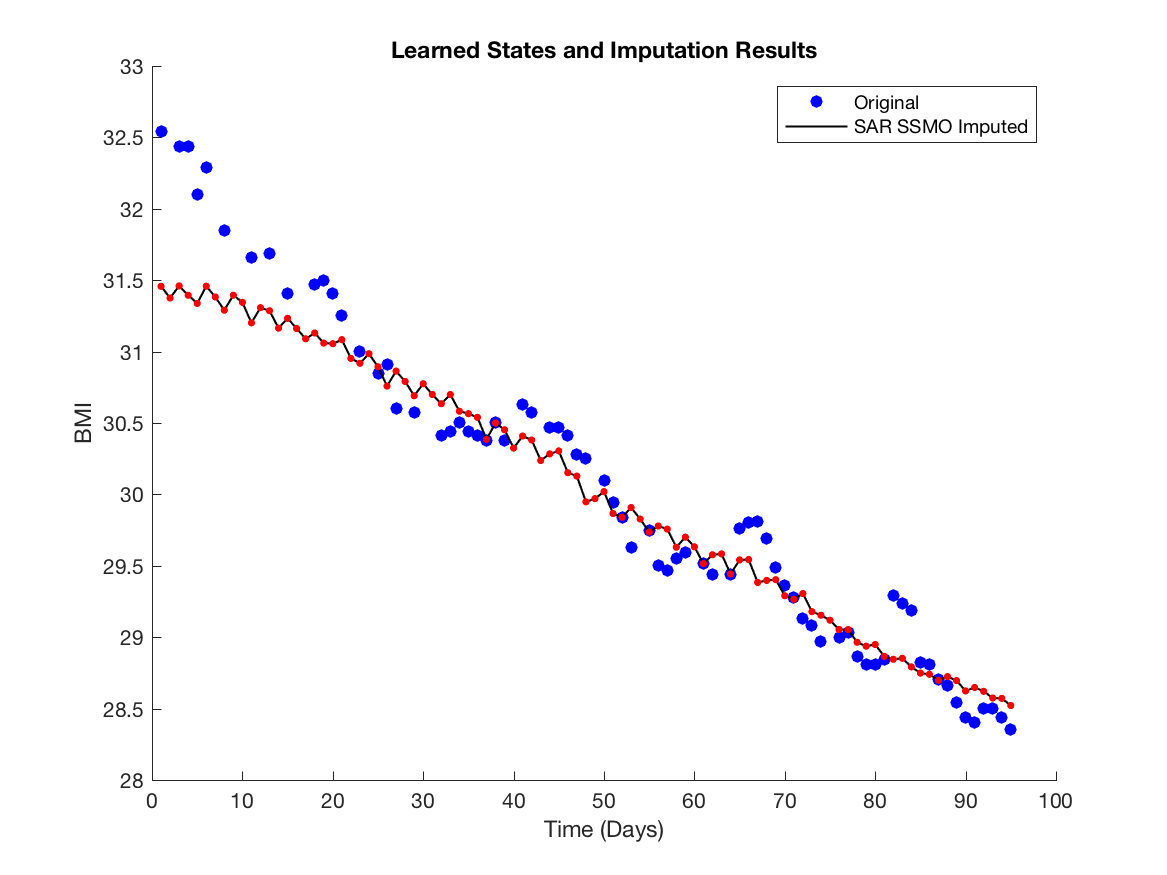 Learned States and Imputation Results
Original
SAR SSMO Imputed
33
32.5
32
31.5
31
30.5
30
29.5
29
28.5
28
BMI
0 10 20 30 40 50 60 70 80 90 100
Time (Days)